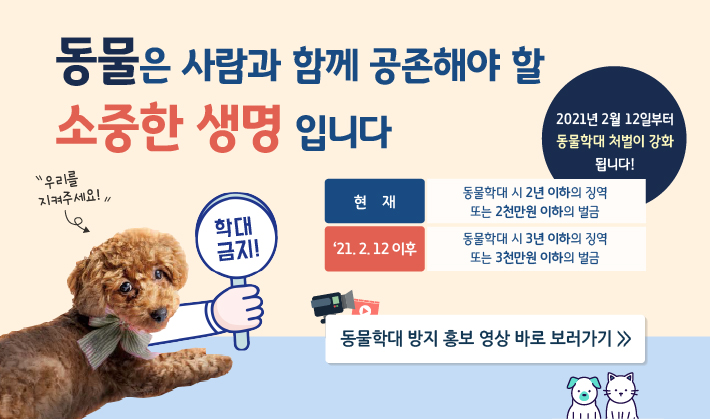 동물은 사람과 함께 공존해야 할
소중한 생명 입니다
2021년 2월 12일부터
동물학대 처벌이 강화
됩니다!
"우리를
지켜주세요!"
학대
금지!
현 재
동물학대 시 2년 이하의 징역
또는 2천만원 이하의 벌금
‘21. 2. 12 이후
동물학대 시 3년 이하의 징역
또는 3천만원 이하의 벌금
동물학대 방지 홍보 영상 바로 보러가기 »